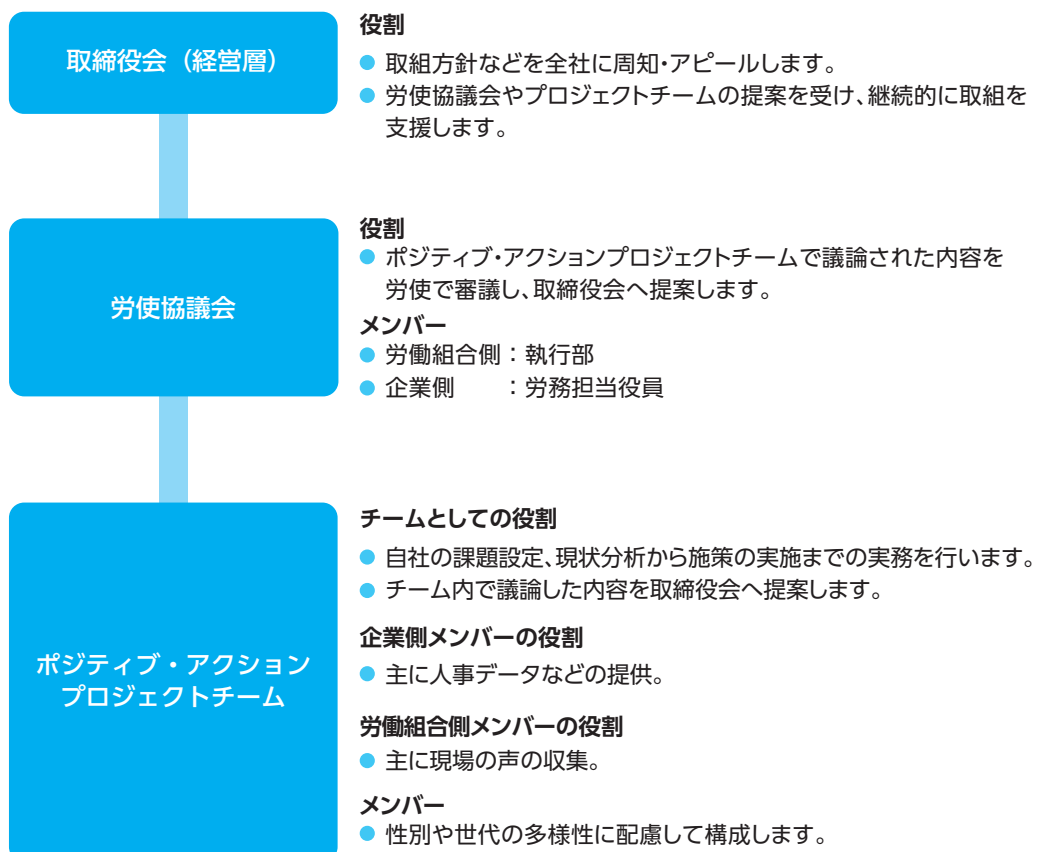 取締役会（経営層）
役割
● 取組方針などを全社に周知・アピールします。
● 労使協議会やプロジェクトチームの提案を受け、継続的に取組を
支援します。
労使協議会
役割
● ポジティブ・アクションプロジェクトチームで議論された内容を
労使で審議し、取締役会へ提案します。
メンバー
● 労働組合側：執行部
● 企業側　　：労務担当役員
ポジティブ・アクション
プロジェクトチーム
チームとしての役割
● 自社の課題設定、現状分析から施策の実施までの実務を行います。
● チーム内で議論した内容を取締役会へ提案します。
企業側メンバーの役割
● 主に人事データなどの提供。
労働組合側メンバーの役割
● 主に現場の声の収集。
メンバー
● 性別や世代の多様性に配慮して構成します。